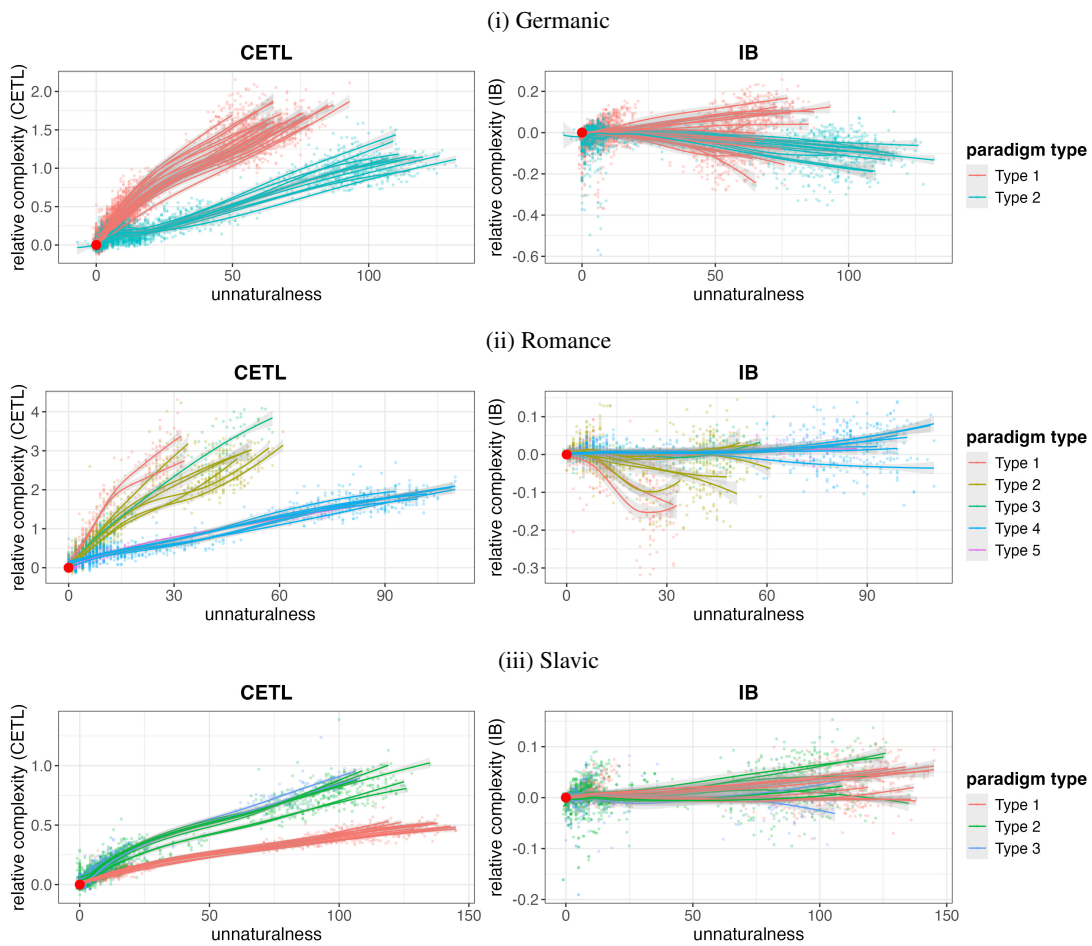 (i) Germanic
CETL
relative complexity (CETL)
2.0
1.5
1.0
0.5
0.0
0 50 100
unnaturalness
IB
relative complexity (IB)
0.2
0.0
-0.2
-0.4
-0.6
0 50 100
unnaturalness
paradigm type
Type 1
Type 2
(ii) Romance
CETL
relative complexity (CETL)
4
3
2
1
0
0 30 60 90
unnaturalness
IB
relative complexity (IB)
0.1
0.0
-0.1
-0.2
-0.3
0 30 60 90
unnaturalness
paradigm type
Type 1
Type 2
Type 3
Type 4
Type 5
(iii) Slavic
CETL
relative complexity (CETL)
1.0
0.5
0.0
0 50 100 150
unnaturalness
IB
relative complexity (IB)
0.1
0.0
-0.1
-0.2
0 50 100 150
unnaturalness
paradigm type
Type 1
Type 2
Type 3